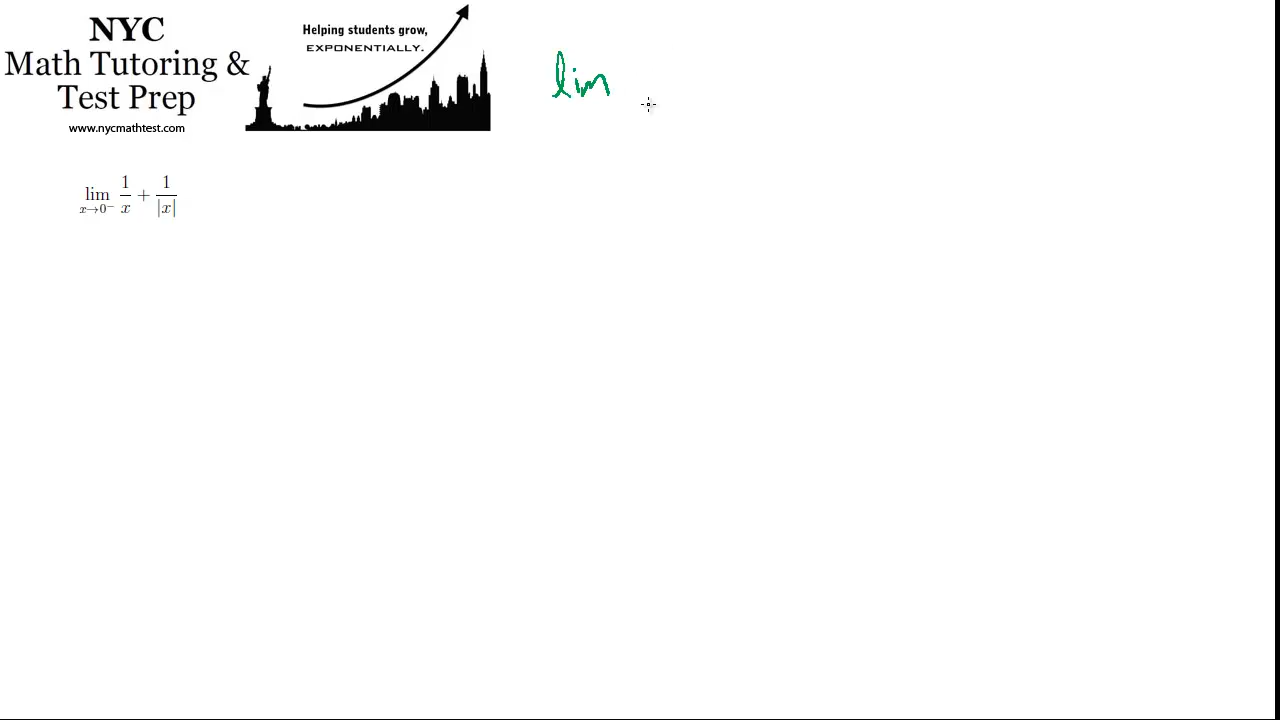 NYC
Math Tutoring &
Test Prep
www.nycmathtest.com
Helping students grow,
EXPONENTIALLY.
lim
lim x→0⁻ 1/x + 1/|x|